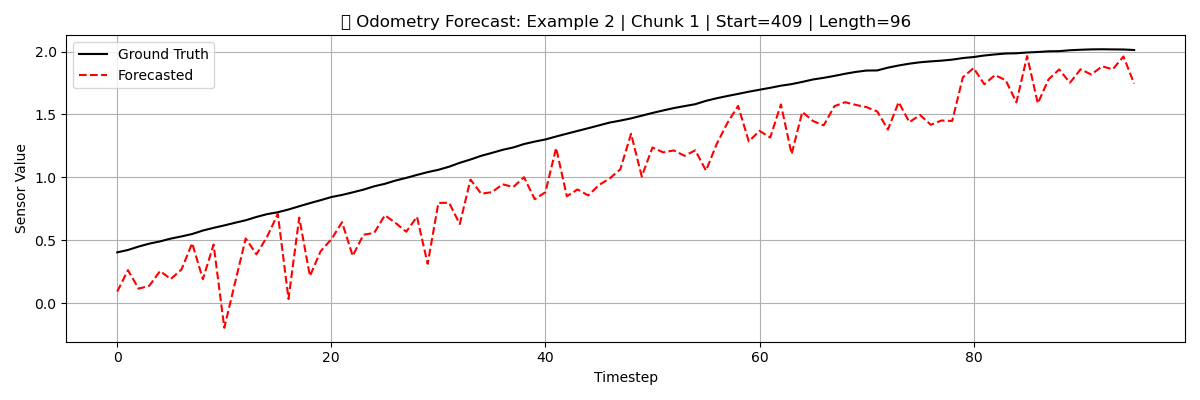 ▯ Odometry Forecast: Example 2 | Chunk 1 | Start=409 | Length=96
Ground Truth
Forecasted
Sensor Value
2.0
1.5
1.0
0.5
0.0
0
20
40
60
80
Timestep